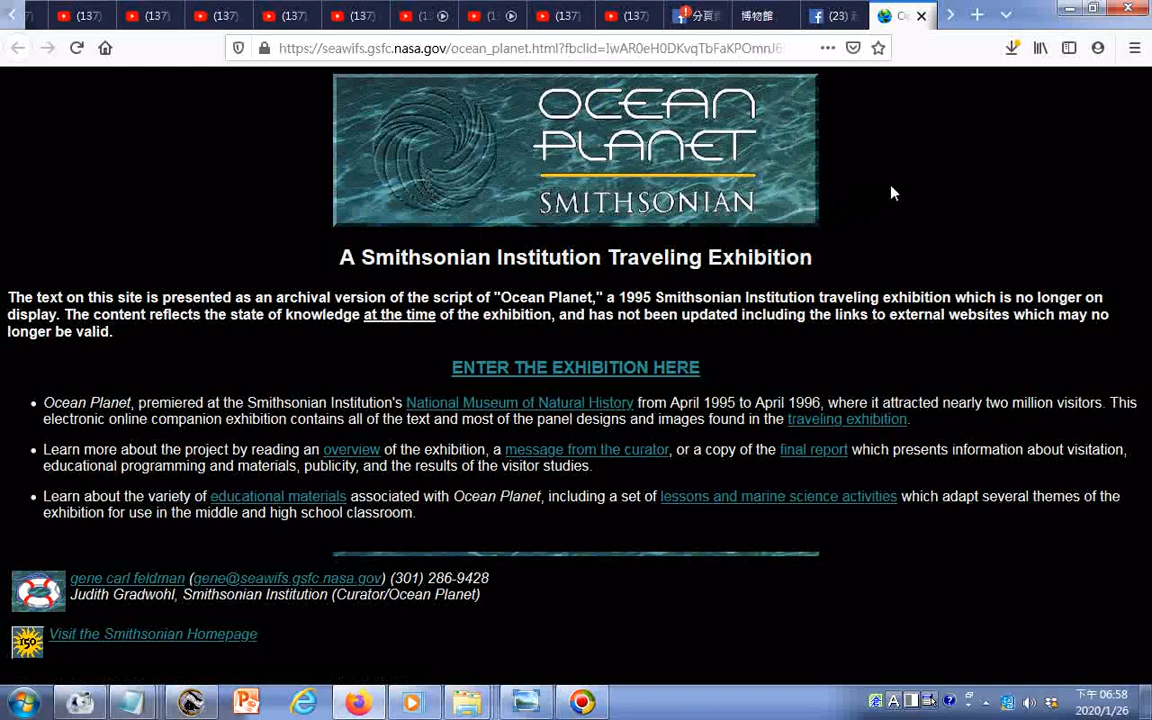 (137)
(137)
(137)
(137)
(137)
(137)
(137)
分頁
博物館
(23)
https://seawifs.gsfc.nasa.gov/ocean_planet.html?fbclid=IwAR0eH0DKvqTbFaKPOmnJ6
OCEAN
PLANET
SMITHSONIAN
A Smithsonian Institution Traveling Exhibition
The text on this site is presented as an archival version of the script of "Ocean Planet," a 1995 Smithsonian Institution traveling exhibition which is no longer on
display. The content reflects the state of knowledge at the time of the exhibition, and has not been updated including the links to external websites which may no
longer be valid.
ENTER THE EXHIBITION HERE
Ocean Planet, premiered at the Smithsonian Institution's National Museum of Natural History from April 1995 to April 1996, where it attracted nearly two million visitors. This
electronic online companion exhibition contains all of the text and most of the panel designs and images found in the traveling exhibition.
Learn more about the project by reading an overview of the exhibition, a message from the curator, or a copy of the final report which presents information about visitation,
educational programming and materials, publicity, and the results of the visitor studies.
Learn about the variety of educational materials associated with Ocean Planet, including a set of lessons and marine science activities which adapt several themes of the
exhibition for use in the middle and high school classroom.
gene carl feldman (gene@seawifs.gsfc.nasa.gov) (301) 286-9428
Judith Gradwohl, Smithsonian Institution (Curator/Ocean Planet)
150
Visit the Smithsonian Homepage
A
下午 06:58
2020/1/26